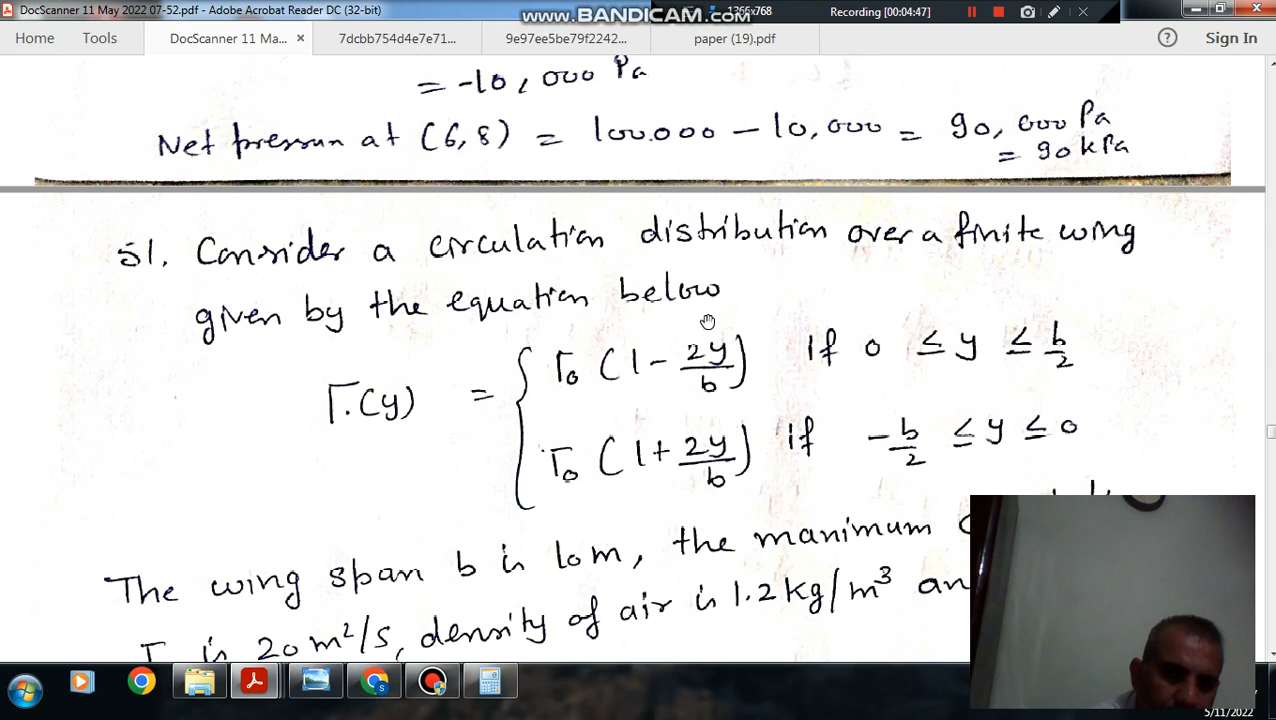 DocScanner 11 May 2022 07-52.pdf - Adobe Acrobat Reader DC (32-bit)
www.BANDICAM.com
1366x768
Recording [00:04:47]
Home Tools DocScanner 11 Ma... × 7dcbb754d4e7e71... 9e97ee5be79f2242... paper (19).pdf ? Sign In
= -10,000 Pa
Net pressure at (6,8) = 100.000 - 10,000 = 90,000 Pa
= 90 kPa
51. Consider a circulation distribution over a finite wing
given by the equation below
Γ.(y) = { Γ₀ (1 - 2y/b) if 0 ≤ y ≤ b/2
Γ₀ (1 + 2y/b) if -b/2 ≤ y ≤ 0
The wing span b is 10m, the maximum
Γ is 20 m²/s, density of air is 1.2 kg/m³ an
5/11/2022